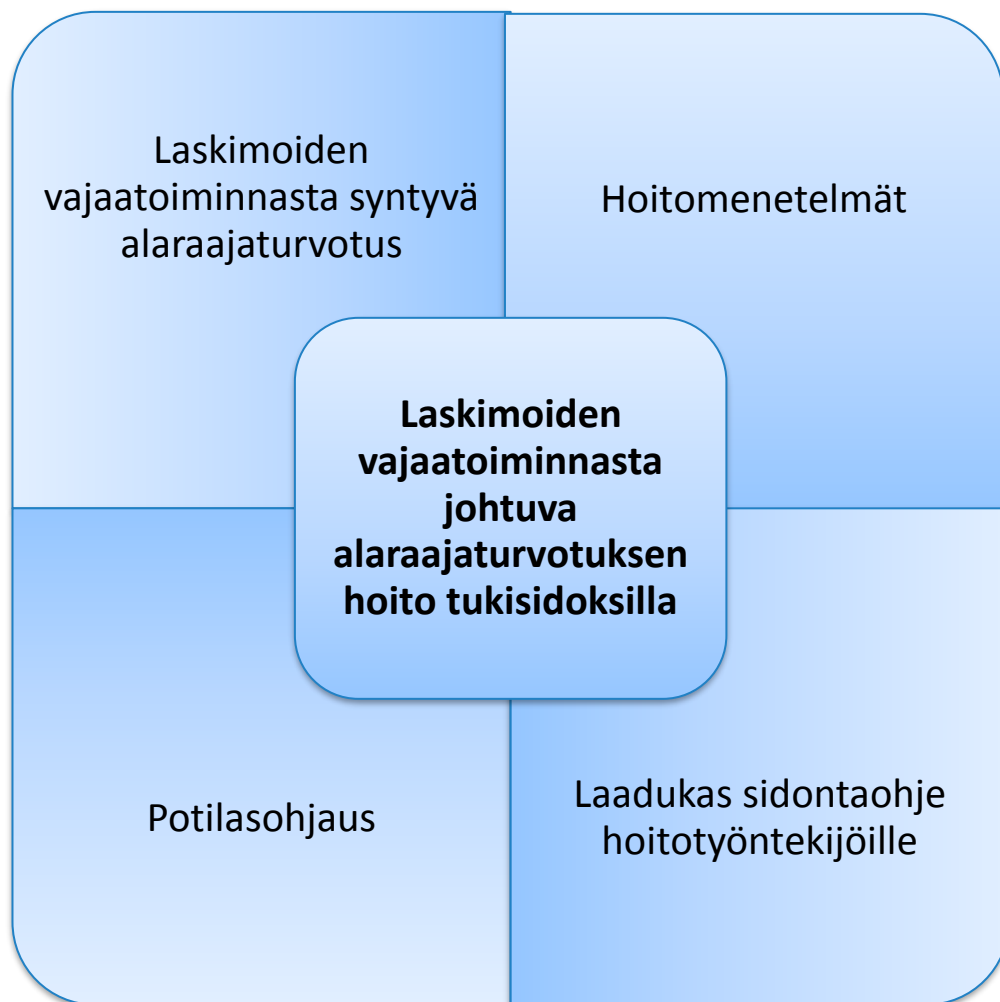 Laskimoiden
vajaatoiminnasta syntyvä
alaraajaturvotus
Hoitomenetelmät
Laskimoiden
vajaatoiminnasta
johtuva
alaraajaturvotuksen
hoito tukisidoksilla
Potilasohjaus
Laadukas sidontaohje
hoitotyöntekijöille